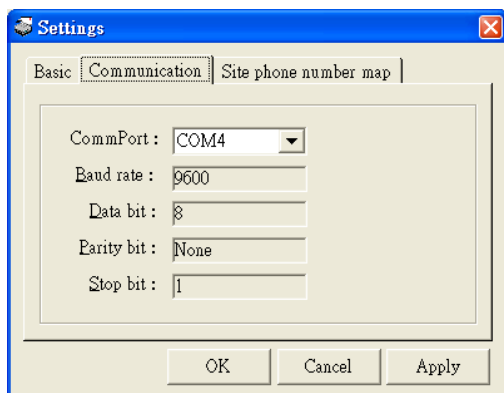 Settings
Basic Communication Site phone number map
CommPort : COM4
Baud rate : 9600
Data bit : 8
Parity bit : None
Stop bit : 1
OK Cancel Apply